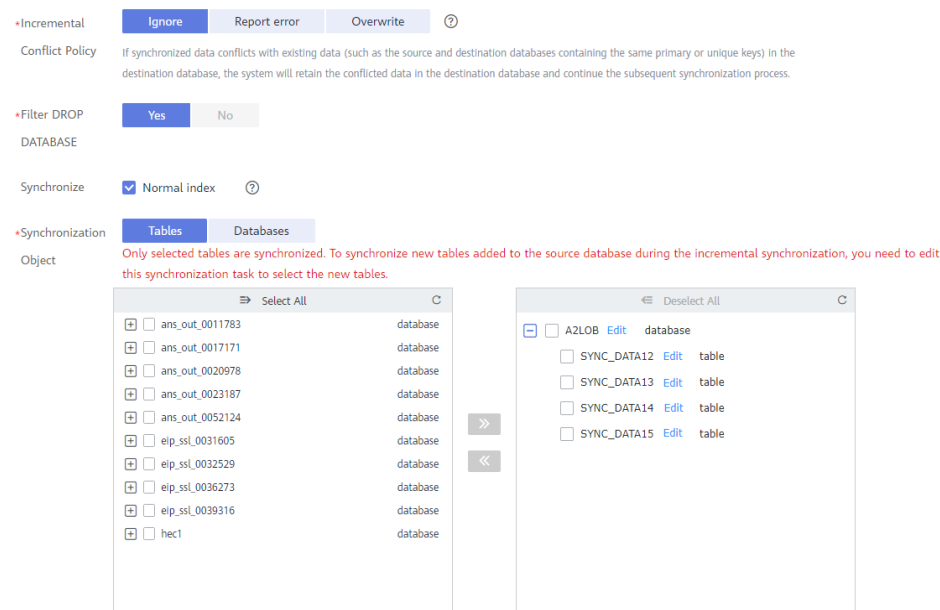 *Incremental Conflict Policy
Ignore Report error Overwrite ?
If synchronized data conflicts with existing data (such as the source and destination databases containing the same primary or unique keys) in the
destination database, the system will retain the conflicted data in the destination database and continue the subsequent synchronization process.
*Filter DROP DATABASE
Yes No
Synchronize Normal index ?
*Synchronization Object
Tables Databases
Only selected tables are synchronized. To synchronize new tables added to the source database during the incremental synchronization, you need to edit
this synchronization task to select the new tables.
Select All
ans_out_0011783 database
ans_out_0017171 database
ans_out_0020978 database
ans_out_0023187 database
ans_out_0052124 database
eip_ssl_0031605 database
eip_ssl_0032529 database
eip_ssl_0036273 database
eip_ssl_0039316 database
hec1 database
Deselect All
A2LOB Edit database
SYNC_DATA12 Edit table
SYNC_DATA13 Edit table
SYNC_DATA14 Edit table
SYNC_DATA15 Edit table